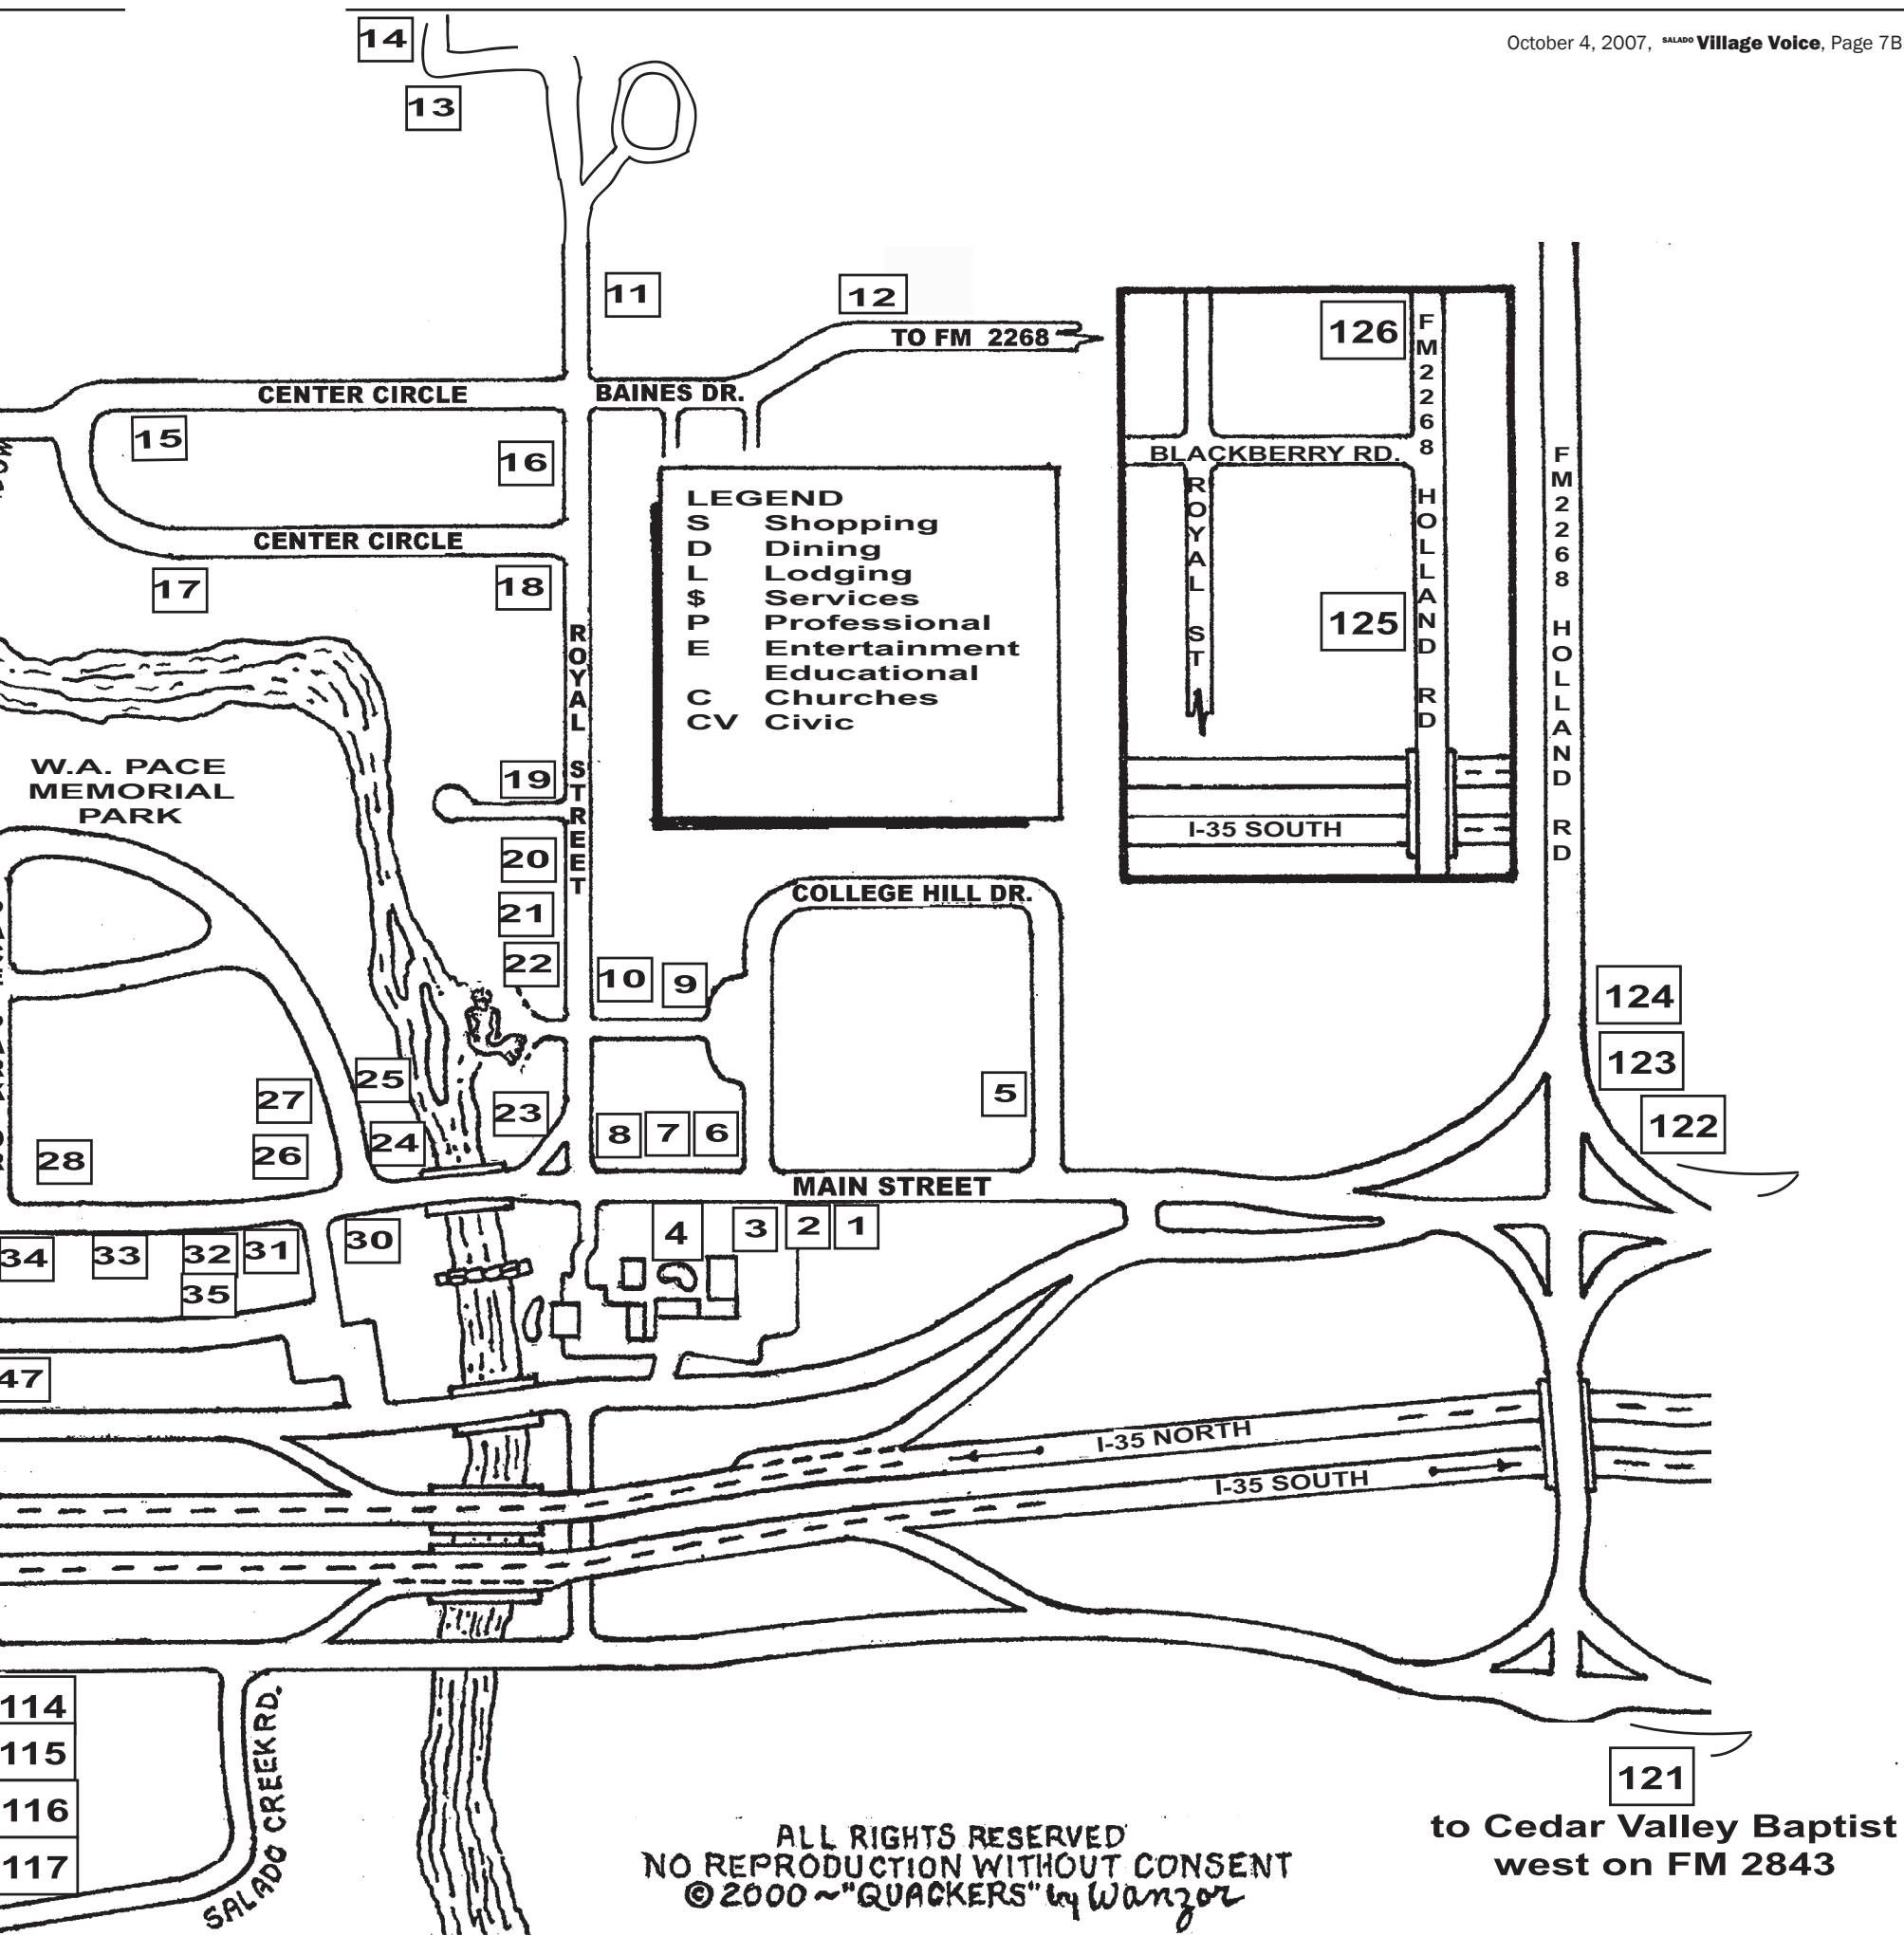 October 4, 2007, SALADO Village Voice, Page 7B
14
13
11
12
TO FM 2268
CENTER CIRCLE
BAINES DR.
15
16
CENTER CIRCLE
17
18
ROYAL STREET
LEGEND
S Shopping
D Dining
L Lodging
$ Services
P Professional
E Entertainment
Educational
C Churches
CV Civic
126
FM2268 HOLLAND RD
BLACKBERRY RD.
ROYAL ST
125
I-35 SOUTH
FM2268 HOLLAND RD
W.A. PACE
MEMORIAL
PARK
19
20
21
22
COLLEGE HILL DR.
10
9
124
123
122
25
27
23
5
24
26
28
8
7
6
MAIN STREET
34
33
32
31
30
35
4
3
2
1
47
I-35 NORTH
I-35 SOUTH
114
115
116
117
SALADO CREEK RD.
121
to Cedar Valley Baptist
west on FM 2843
ALL RIGHTS RESERVED
NO REPRODUCTION WITHOUT CONSENT
© 2000 ~ "QUACKERS" by Wanzor